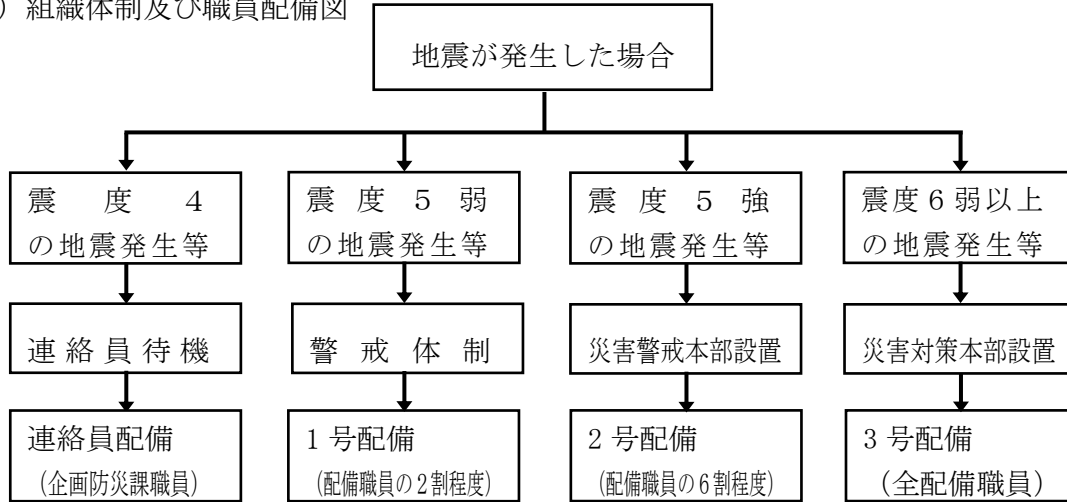 ）組織体制及び職員配備図
地震が発生した場合
震度４
の地震発生等
震度５弱
の地震発生等
震度５強
の地震発生等
震度６弱以上
の地震発生等
連絡員待機
警戒体制
災害警戒本部設置
災害対策本部設置
連絡員配備
（企画防災課職員）
１号配備
（配備職員の２割程度）
２号配備
（配備職員の６割程度）
３号配備
（全配備職員）